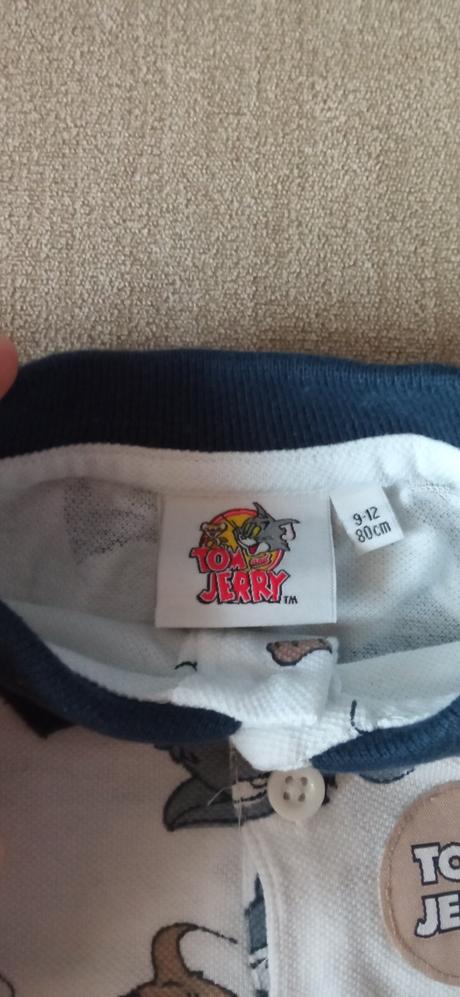 TOM AND
JERRY TM
9-12
80cm
TO
JE